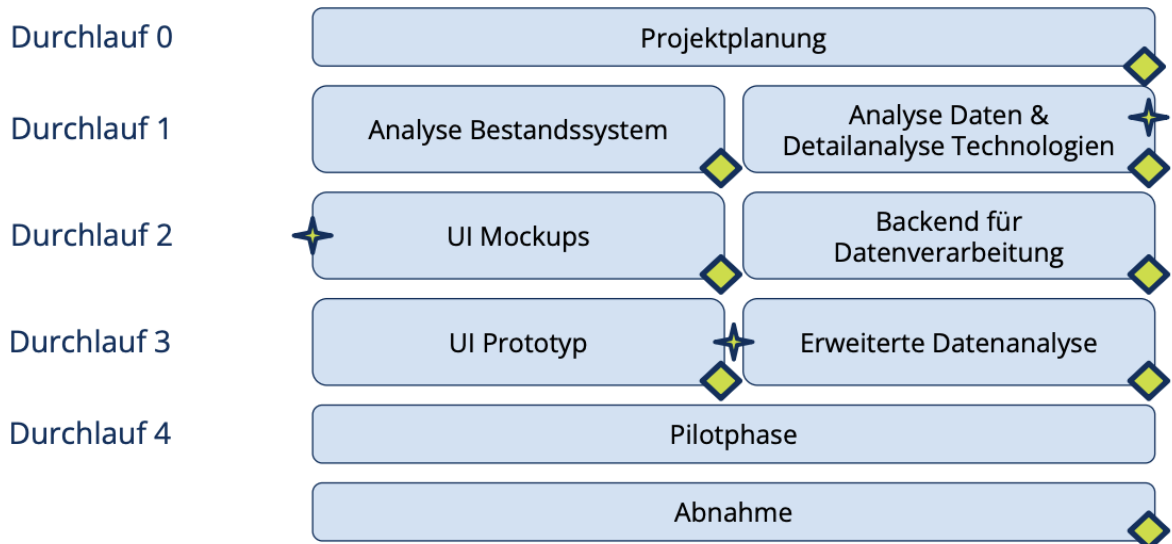 Durchlauf 0
Projektplanung
Durchlauf 1
Analyse Bestandssystem
Analyse Daten &
Detailanalyse Technologien
Durchlauf 2
UI Mockups
Backend für
Datenverarbeitung
Durchlauf 3
UI Prototyp
Erweiterte Datenanalyse
Durchlauf 4
Pilotphase
Abnahme